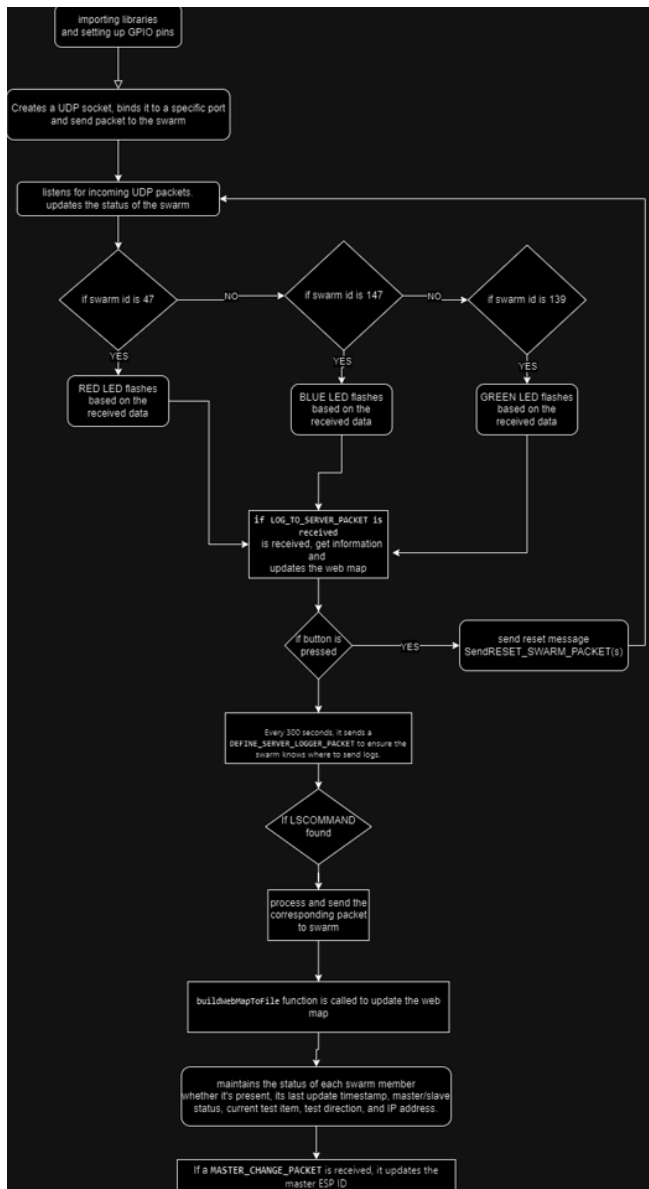 importing libraries
and setting up GPIO pins
Creates a UDP socket, binds it to a specific port
and send packet to the swarm
listens for incoming UDP packets.
updates the status of the swarm
if swarm id is 47
NO
if swarm id is 147
NO
if swarm id is 139
YES
YES
YES
RED LED flashes
based on the
received data
BLUE LED flashes
based on the
received data
GREEN LED flashes
based on the
received data
if LOG_TO_SERVER_PACKET is
received
is received, get information
and
updates the web map
if button is
pressed
YES
send reset message
SendRESET_SWARM_PACKET(s)
Every 300 seconds, it sends a
DEFINE_SERVER_LOGGER_PACKET to ensure the
swarm knows where to send logs.
If LSCOMMAND
found
process and send the
corresponding packet
to swarm
buildWebMapToFile function is called to update the web
map
maintains the status of each swarm member
whether it's present, its last update timestamp, master/slave
status, current test item, test direction, and IP address.
If a MASTER_CHANGE_PACKET is received, it updates the
master ESP ID